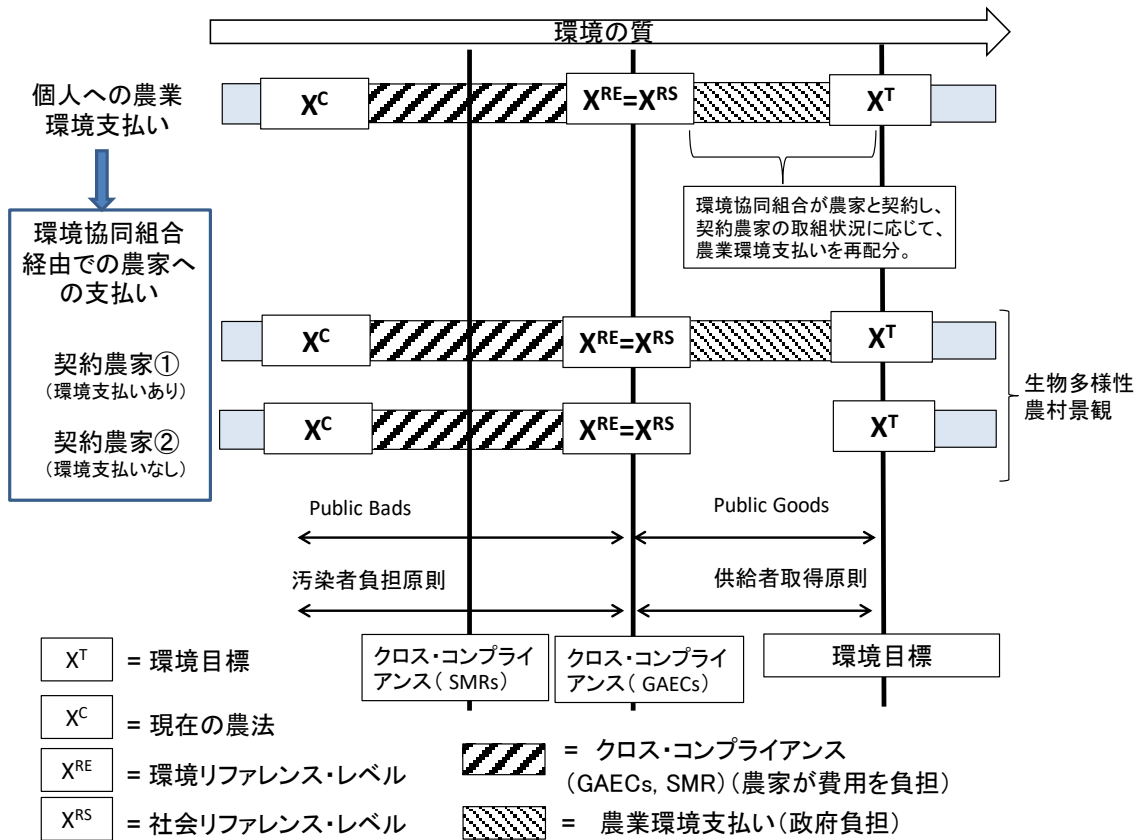 環境の質
個人への農業
環境支払い
X^C
X^RE=X^RS
X^T
環境協同組合が農家と契約し、
契約農家の取組状況に応じて、
農業環境支払いを再配分。
環境協同組合
経由での農家へ
の支払い
契約農家①
(環境支払いあり)
X^C
X^RE=X^RS
X^T
契約農家②
(環境支払いなし)
X^C
X^RE=X^RS
X^T
生物多様性
農村景観
Public Bads
Public Goods
汚染者負担原則
供給者取得原則
クロス・コンプライ
アンス( SMRs)
クロス・コンプライ
アンス( GAECs)
環境目標
X^T = 環境目標
X^C = 現在の農法
X^RE = 環境リファレンス・レベル
X^RS = 社会リファレンス・レベル
= クロス・コンプライアンス
(GAECs, SMR)(農家が費用を負担)
= 農業環境支払い(政府負担)